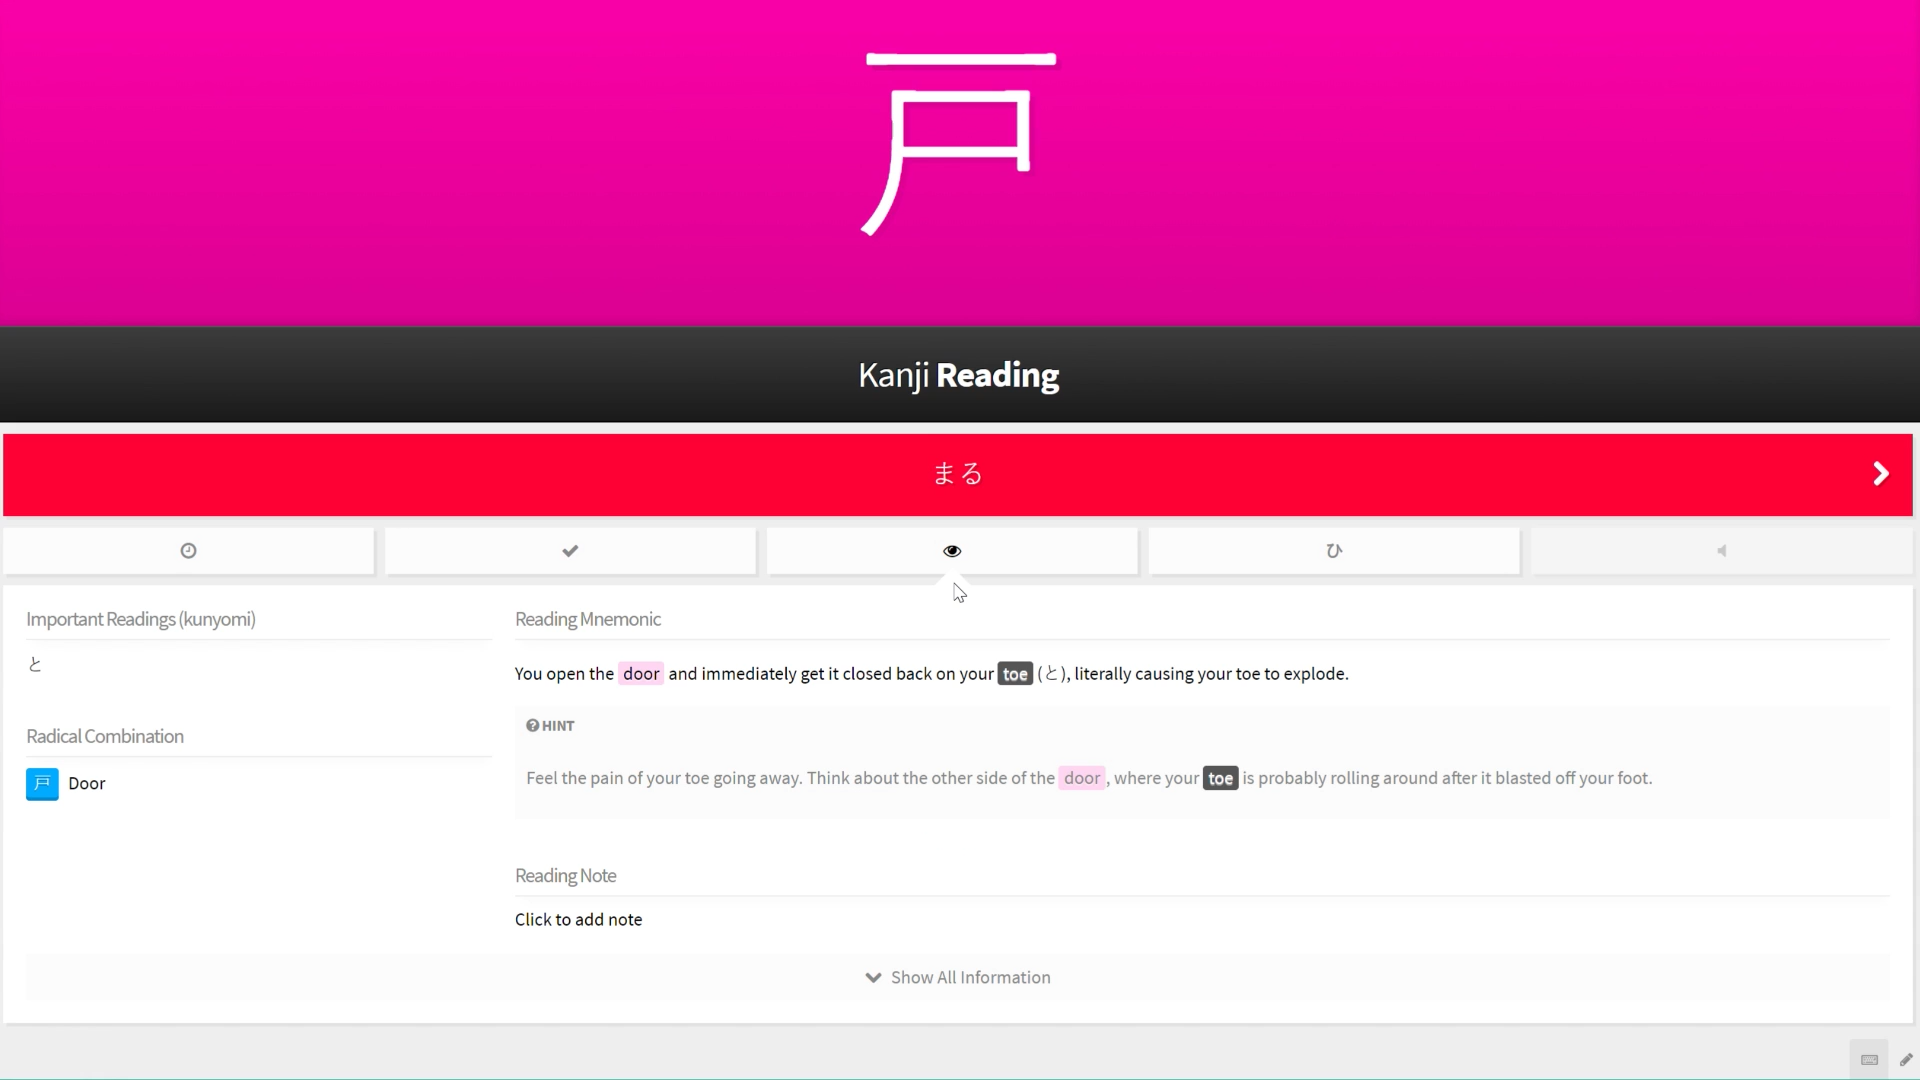 戸
Kanji Reading
まる
ひ
Important Readings (kunyomi)
と
Radical Combination
戸 Door
Reading Mnemonic
You open the door and immediately get it closed back on your toe (と), literally causing your toe to explode.
HINT
Feel the pain of your toe going away. Think about the other side of the door, where your toe is probably rolling around after it blasted off your foot.
Reading Note
Click to add note
Show All Information